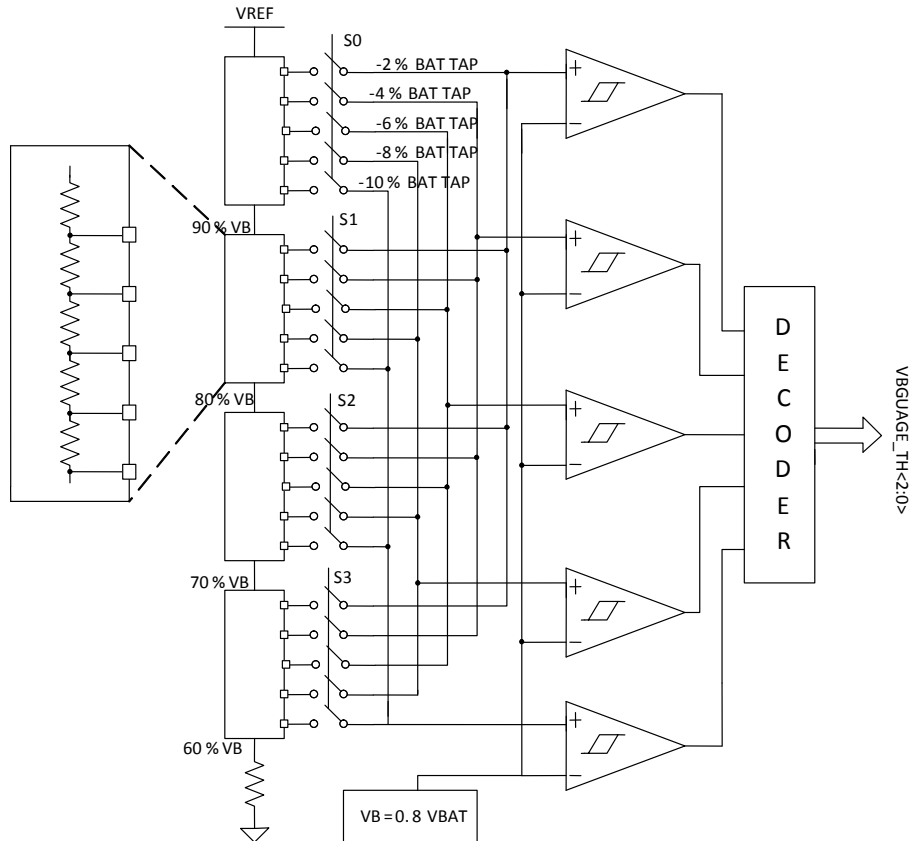 VREF
S0
-2 % BAT TAP
-4 % BAT TAP
-6 % BAT TAP
-8 % BAT TAP
-10 % BAT TAP
90 % VB
S1
80 % VB
S2
70 % VB
S3
60 % VB
VB = 0. 8 VBAT
+
−
+
−
+
−
+
−
+
−
D
E
C
O
D
E
R
VBGUAGE_TH<2:0>